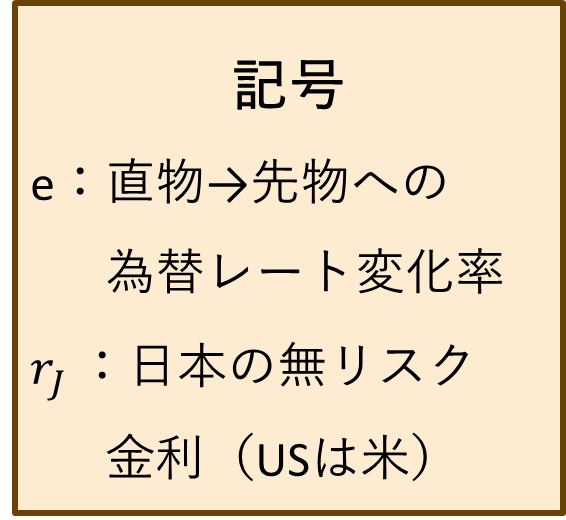 記号
e：直物→先物への
為替レート変化率
r_J ：日本の無リスク
金利（USは米）